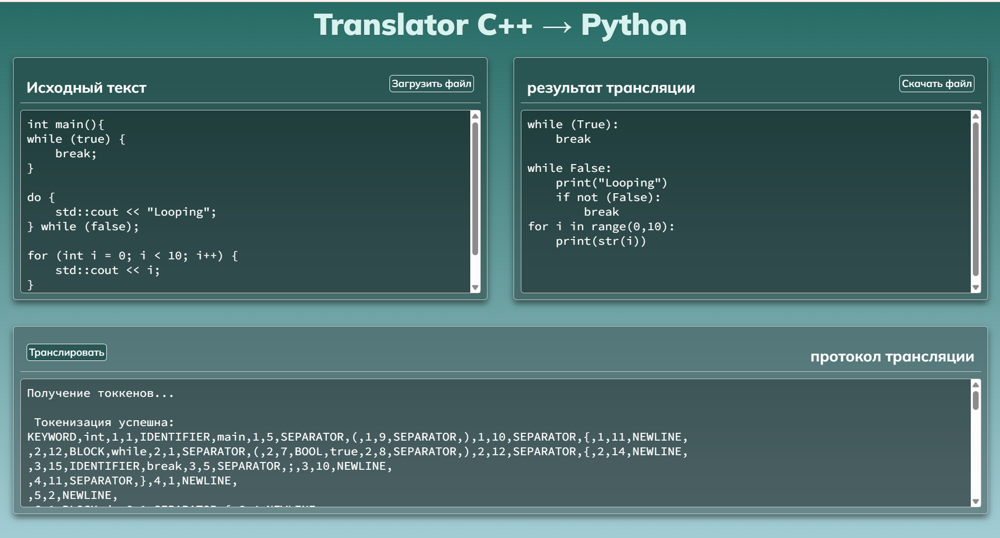 Translator C++ → Python
Исходный текст
Загрузить файл
int main(){
while (true) {
    break;
}
do {
    std::cout << "Looping";
} while (false);
for (int i = 0; i < 10; i++) {
    std::cout << i;
}
результат трансляции
Скачать файл
while (True):
    break
while False:
    print("Looping")
    if not (False):
        break
for i in range(0,10):
    print(str(i))
Транслировать
протокол трансляции
Получение токкенов...
 Токенизация успешна:
KEYWORD,int,1,1,IDENTIFIER,main,1,5,SEPARATOR,(,1,9,SEPARATOR,),1,10,SEPARATOR,{,1,11,NEWLINE,
,2,12,BLOCK,while,2,1,SEPARATOR,(,2,7,BOOL,true,2,8,SEPARATOR,),2,12,SEPARATOR,{,2,14,NEWLINE,
,3,15,IDENTIFIER,break,3,5,SEPARATOR,;,3,10,NEWLINE,
,4,11,SEPARATOR,},4,1,NEWLINE,
,5,2,NEWLINE,